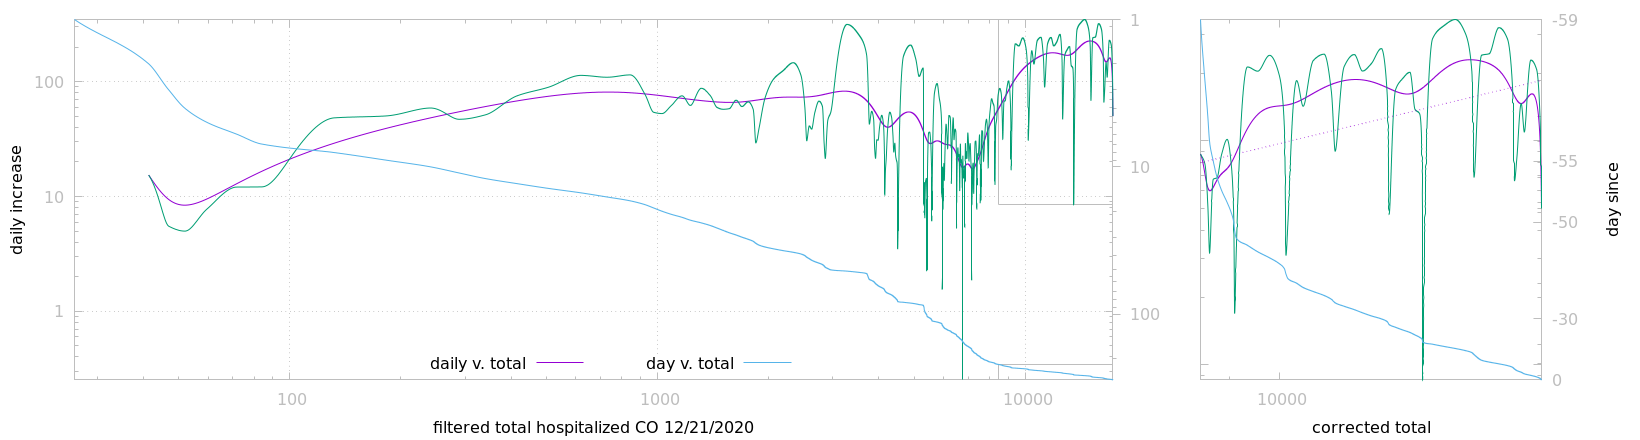 1
-59
100
daily increase
10
-55
10
day since
-50
1
100
-30
daily v. total
day v. total
0
100
1000
10000
10000
filtered total hospitalized CO 12/21/2020
corrected total